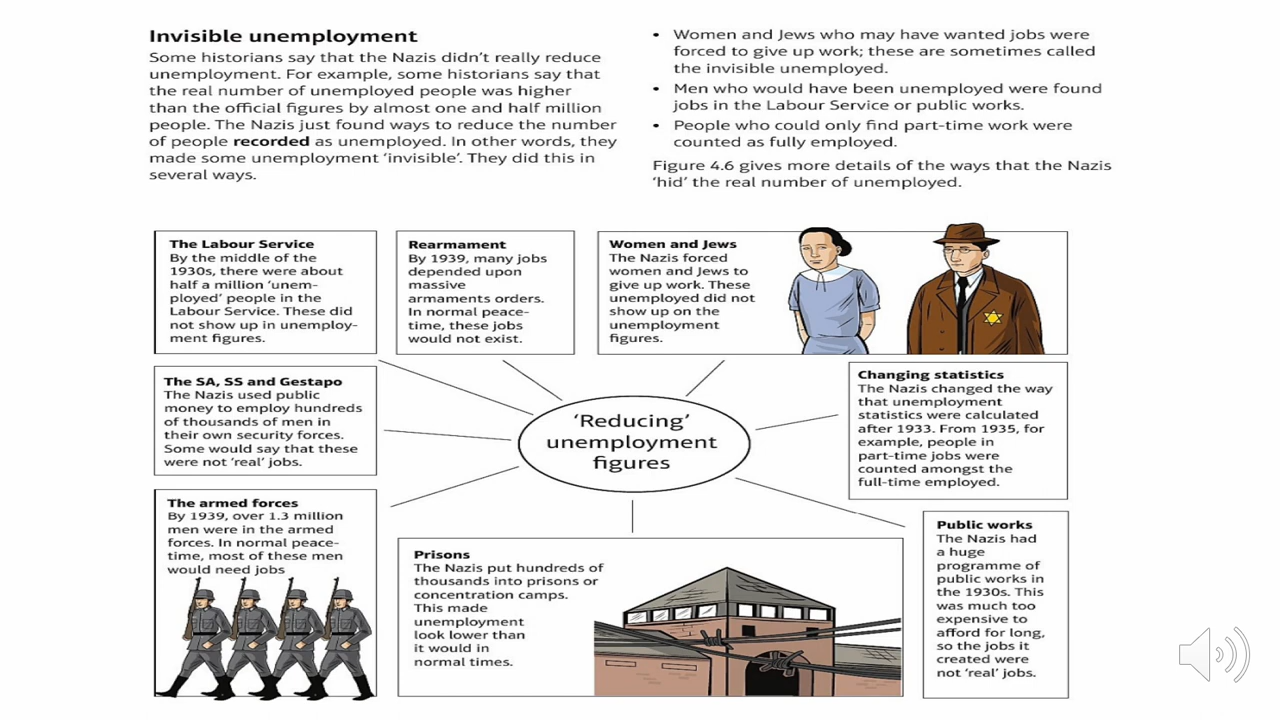 Invisible unemployment
Some historians say that the Nazis didn't really reduce
unemployment. For example, some historians say that
the real number of unemployed people was higher
than the official figures by almost one and half million
people. The Nazis just found ways to reduce the number
of people recorded as unemployed. In other words, they
made some unemployment 'invisible'. They did this in
several ways.
• Women and Jews who may have wanted jobs were
forced to give up work; these are sometimes called
the invisible unemployed.
• Men who would have been unemployed were found
jobs in the Labour Service or public works.
• People who could only find part-time work were
counted as fully employed.
Figure 4.6 gives more details of the ways that the Nazis
'hid' the real number of unemployed.
The Labour Service
By the middle of the
1930s, there were about
half a million 'unem-
ployed' people in the
Labour Service. These did
not show up in unemploy-
ment figures.
Rearmament
By 1939, many jobs
depended upon
massive
armaments orders.
In normal peace-
time, these jobs
would not exist.
Women and Jews
The Nazis forced
women and Jews to
give up work. These
unemployed did not
show up on the
unemployment
figures.
The SA, SS and Gestapo
The Nazis used public
money to employ hundreds
of thousands of men in
their own security forces.
Some would say that these
were not 'real' jobs.
'Reducing'
unemployment
figures
Changing statistics
The Nazis changed the way
that unemployment
statistics were calculated
after 1933. From 1935, for
example, people in
part-time jobs were
counted amongst the
full-time employed.
The armed forces
By 1939, over 1.3 million
men were in the armed
forces. In normal peace-
time, most of these men
would need jobs
Prisons
The Nazis put hundreds of
thousands into prisons or
concentration camps.
This made
unemployment
look lower than
it would in
normal times.
Public works
The Nazis had
a huge
programme of
public works in
the 1930s. This
was much too
expensive to
afford for long,
so the jobs it
created were
not 'real' jobs.